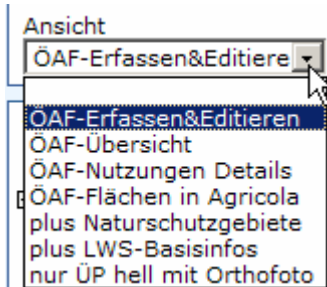 Ansicht
ÖAF-Erfassen&Editiere
ÖAF-Erfassen&Editieren
ÖAF-Übersicht
ÖAF-Nutzungen Details
ÖAF-Flächen in Agricola
plus Naturschutzgebiete
plus LWS-Basisinfos
nur ÜP hell mit Orthofoto